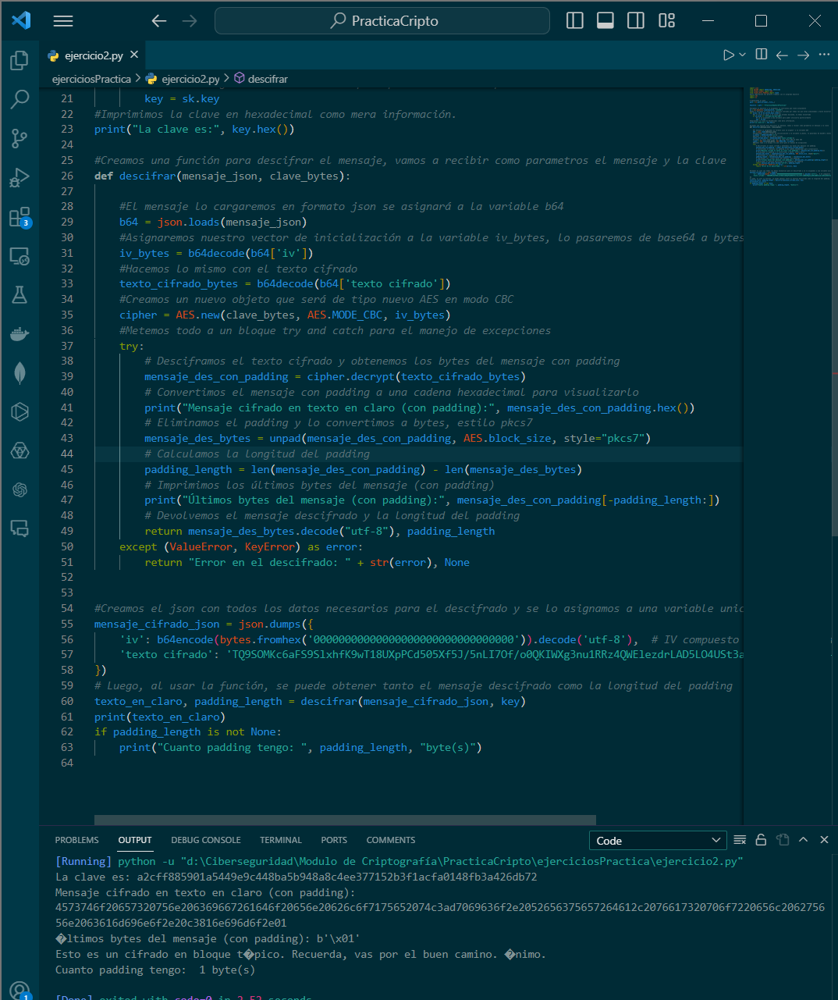 PracticaCripto
ejercicio2.py
ejerciciosPractica > ejercicio2.py > descifrar
21 key = sk.key
22 #Imprimimos la clave en hexadecimal como mera información.
23 print("La clave es:", key.hex())
24
25 #Creamos una función para descifrar el mensaje, vamos a recibir como parametros el mensaje y la clave
26 def descifrar(mensaje_json, clave_bytes):
27
28 #El mensaje lo cargaremos en formato json se asignará a la variable b64
29 b64 = json.loads(mensaje_json)
30 #Asignaremos nuestro vector de inicialización a la variable iv_bytes, lo pasaremos de base64 a bytes
31 iv_bytes = b64decode(b64['iv'])
32 #Hacemos lo mismo con el texto cifrado
33 texto_cifrado_bytes = b64decode(b64['texto cifrado'])
34 #Creamos un nuevo objeto que será de tipo nuevo AES en modo CBC
35 cipher = AES.new(clave_bytes, AES.MODE_CBC, iv_bytes)
36 #Metemos todo a un bloque try and catch para el manejo de excepciones
37 try:
38 # Desciframos el texto cifrado y obtenemos los bytes del mensaje con padding
39 mensaje_des_con_padding = cipher.decrypt(texto_cifrado_bytes)
40 # Convertimos el mensaje con padding a una cadena hexadecimal para visualizarlo
41 print("Mensaje cifrado en texto en claro (con padding):", mensaje_des_con_padding.hex())
42 # Eliminamos el padding y lo convertimos a bytes, estilo pkcs7
43 mensaje_des_bytes = unpad(mensaje_des_con_padding, AES.block_size, style="pkcs7")
44 # Calculamos la longitud del padding
45 padding_length = len(mensaje_des_con_padding) - len(mensaje_des_bytes)
46 # Imprimimos los últimos bytes del mensaje (con padding)
47 print("Últimos bytes del mensaje (con padding):", mensaje_des_con_padding[-padding_length:])
48 # Devolvemos el mensaje descifrado y la longitud del padding
49 return mensaje_des_bytes.decode("utf-8"), padding_length
50 except (ValueError, KeyError) as error:
51 return "Error en el descifrado: " + str(error), None
52
53
54 #Creamos el json con todos los datos necesarios para el descifrado y se lo asignamos a una variable unic
55 mensaje_cifrado_json = json.dumps({
56 'iv': b64encode(bytes.fromhex('00000000000000000000000000000000')).decode('utf-8'), # IV compuesto
57 'texto cifrado': 'TQ9SOMKc6aFS9SlxhfK9wT18UXpPCd505Xf5J/5nLI7Of/o0QKIWXg3nu1RRz4QWElezdrLAD5LO4USt3a
58 })
59 # Luego, al usar la función, se puede obtener tanto el mensaje descifrado como la longitud del padding
60 texto_en_claro, padding_length = descifrar(mensaje_cifrado_json, key)
61 print(texto_en_claro)
62 if padding_length is not None:
63 print("Cuanto padding tengo: ", padding_length, "byte(s)")
64
PROBLEMS OUTPUT DEBUG CONSOLE TERMINAL PORTS COMMENTS Code
[Running] python -u "d:\Ciberseguridad\Modulo de Criptografía\PracticaCripto\ejerciciosPractica\ejercicio2.py"
La clave es: a2cff885901a5449e9c448ba5b948a8c4ee377152b3f1acfa0148fb3a426db72
Mensaje cifrado en texto en claro (con padding):
4573746f20657320756e206369667261646f20656e20626c6f7175652074c3ad7069636f2e2052656375657264612c2076617320706f7220656c206275656
56e2063616d696e6f2e20c3816e696d6f2e01
�ltimos bytes del mensaje (con padding): b'\x01'
Esto es un cifrado en bloque t�pico. Recuerda, vas por el buen camino. �nimo.
Cuanto padding tengo:  1 byte(s)
[Done] exited with code=0 in 2.52 seconds
3
1